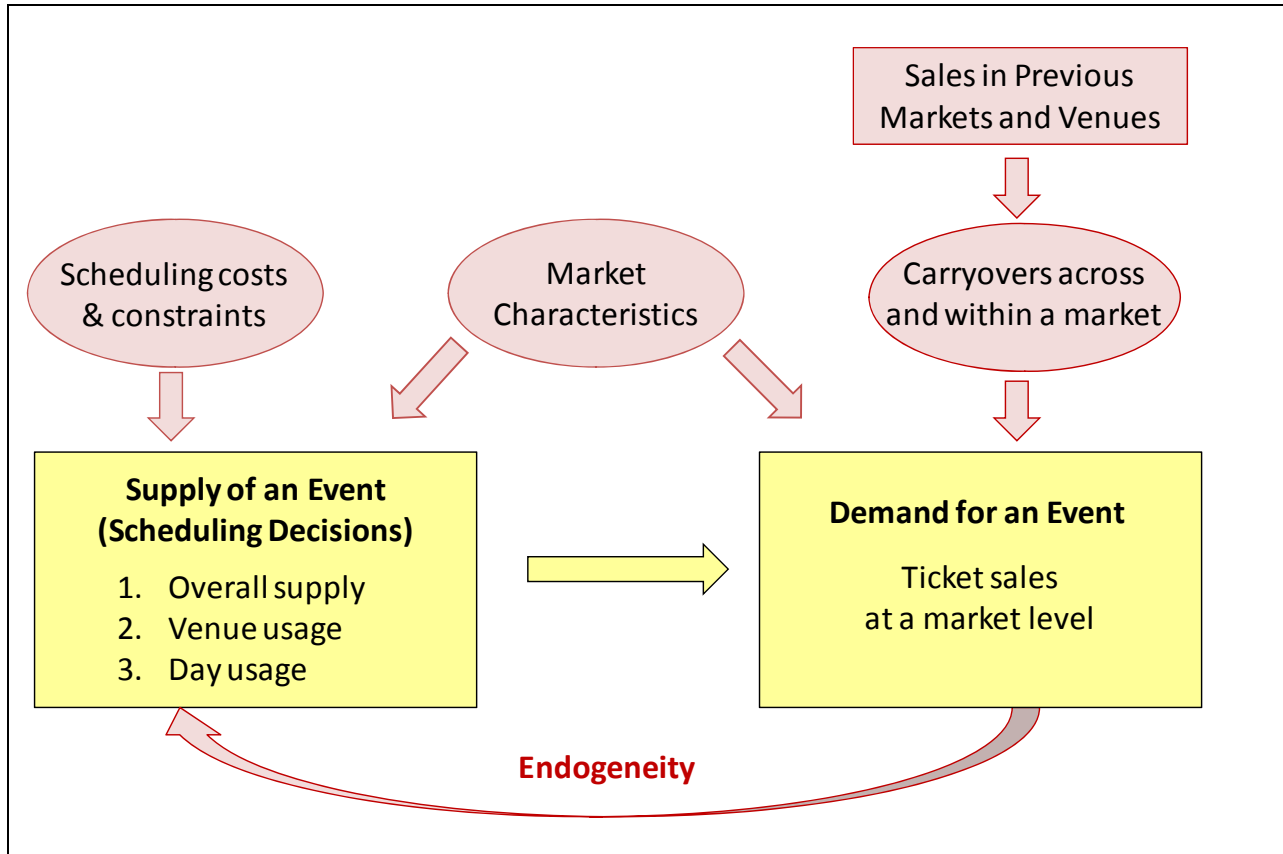 Sales in Previous
Markets and Venues
Scheduling costs
& constraints
Market
Characteristics
Carryovers across
and within a market
Supply of an Event
(Scheduling Decisions)
1. Overall supply
2. Venue usage
3. Day usage
Demand for an Event
Ticket sales
at a market level
Endogeneity